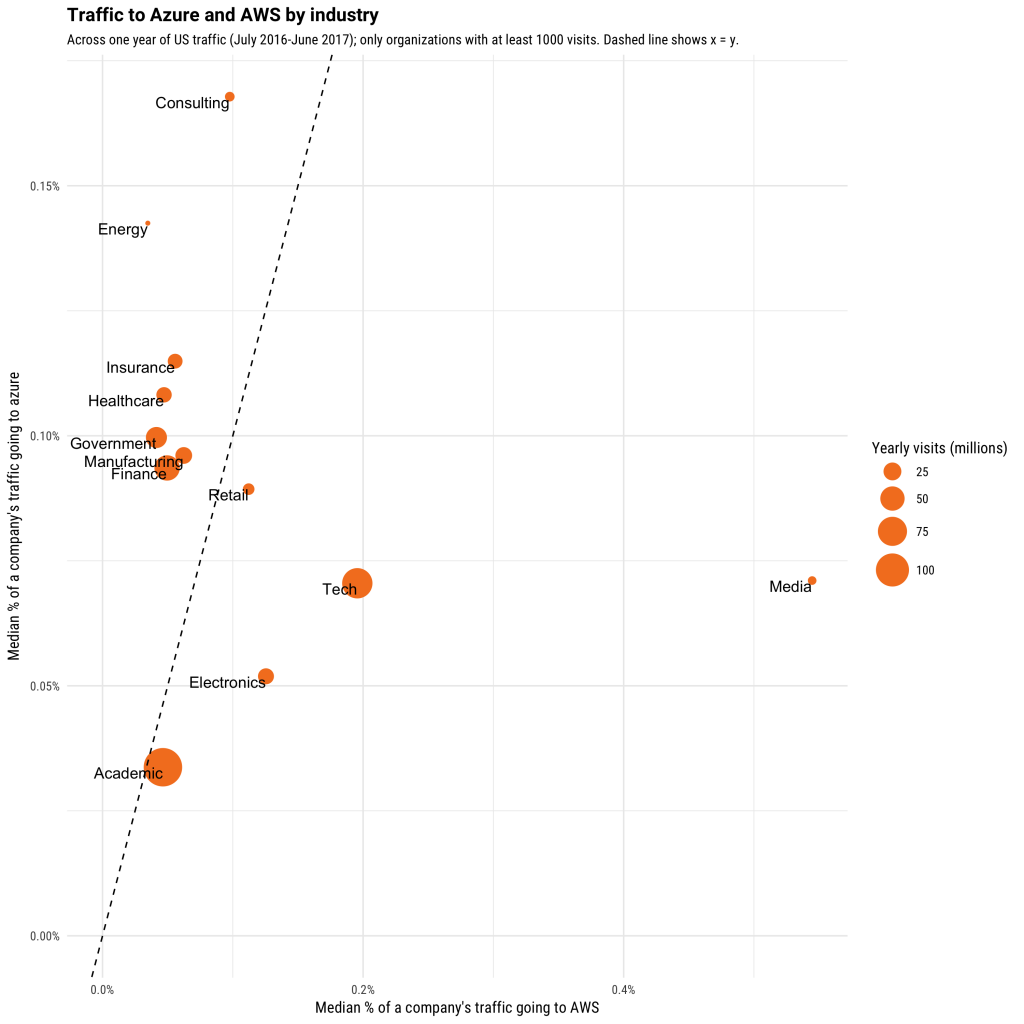 Traffic to Azure and AWS by industry
Across one year of US traffic (July 2016-June 2017); only organizations with at least 1000 visits. Dashed line shows x = y.
Consulting
0.15%
Energy
Insurance
Healthcare
0.10%
Government
Manufacturing
Finance
Retail
Tech
Media
0.05%
Electronics
Academic
0.00%
0.0%
0.2%
0.4%
Median % of a company's traffic going to AWS
Median % of a company's traffic going to azure
Yearly visits (millions)
25
50
75
100